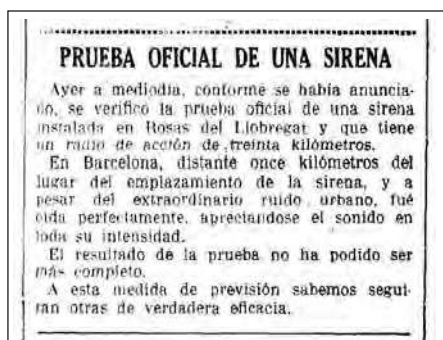 PRUEBA OFICIAL DE UNA SIRENA
Ayer a mediodía, conforme se había anuncia-
do, se verificó la prueba oficial de una sirena
instalada en Rosas del Llobregat y que tiene
un radio de acción de treinta kilómetros.
En Barcelona, distante once kilómetros del
lugar del emplazamiento de la sirena, y a
pesar del extraordinario ruido urbano, fué
oída perfectamente, apreciandose el sonido en
toda su intensidad.
El resultado de la prueba no ha podido ser
más completo.
A esta medida de previsión sabemos segui-
ran otras de verdadera eficacia.